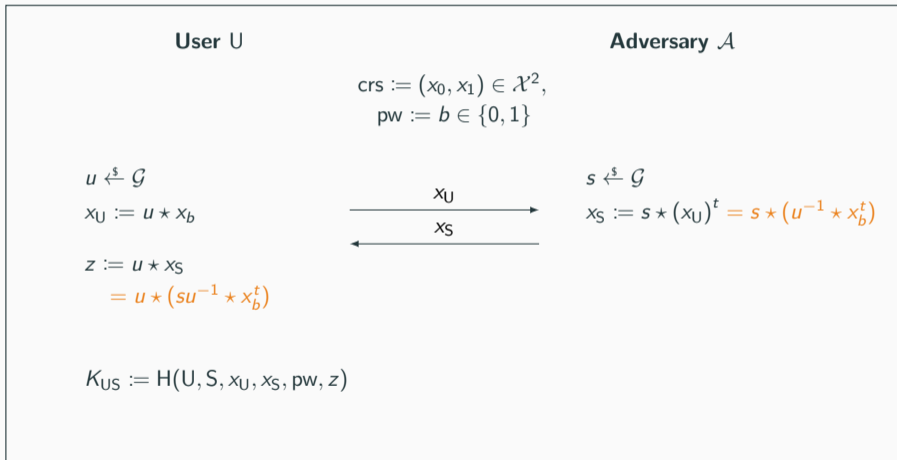 User U
Adversary 𝒜
crs := (x₀, x₁) ∈ 𝒳²,
pw := b ∈ {0, 1}
u ←$ 𝒢
s ←$ 𝒢
x_U
x_U := u ⋆ x_b
x_S := s ⋆ (x_U)^t = s ⋆ (u⁻¹ ⋆ x_b^t)
x_S
z := u ⋆ x_S
= u ⋆ (su⁻¹ ⋆ x_b^t)
K_US := H(U, S, x_U, x_S, pw, z)